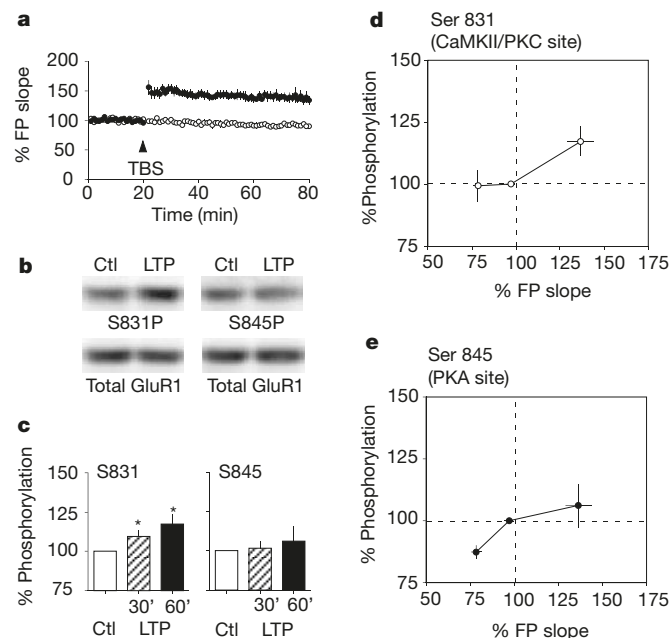 a
% FP slope
200
150
100
50
0
0 20 40 60 80
TBS
Time (min)
b
Ctl LTP Ctl LTP
S831P S845P
Total GluR1 Total GluR1
c
% Phosphorylation
150
125
100
75
S831 S845
* *
30' 60' 30' 60'
Ctl LTP Ctl LTP
d
Ser 831
(CaMKII/PKC site)
%Phosphorylation
150
125
100
75
50 75 100 125 150 175
% FP slope
e
Ser 845
(PKA site)
% Phosphorylation
150
125
100
75
50 75 100 125 150 175
% FP slope